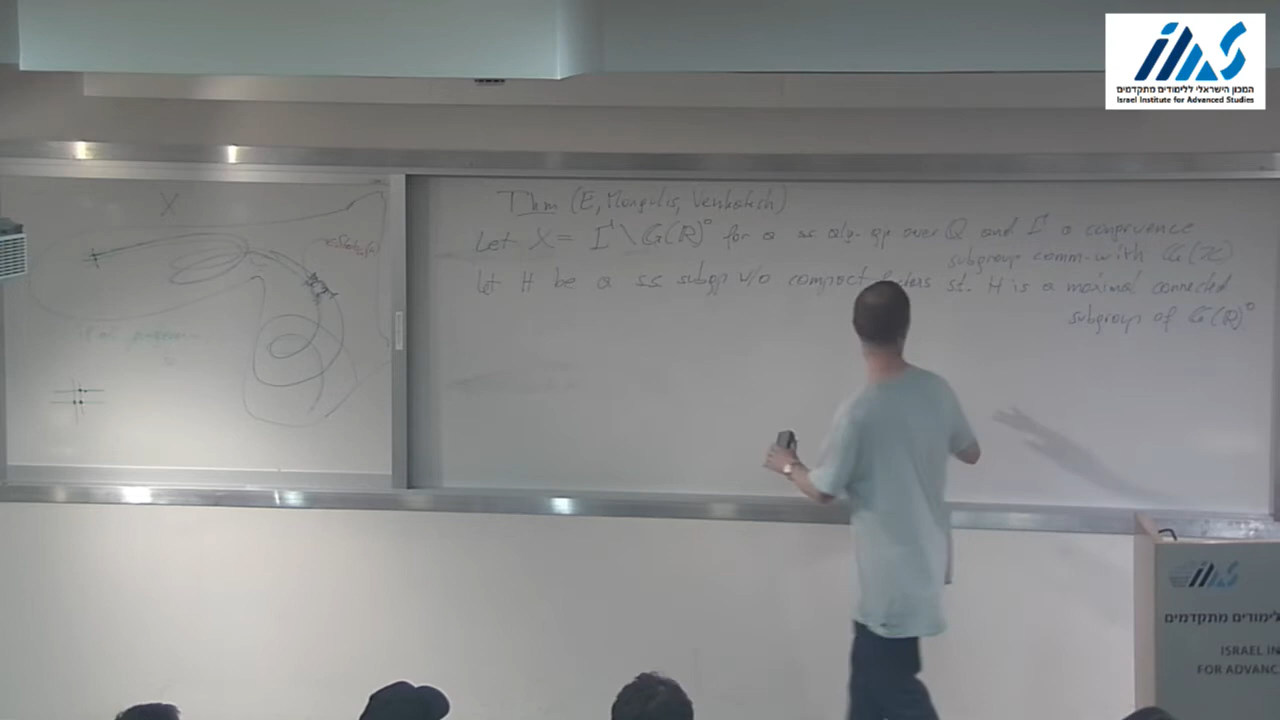 המכון הישראלי ללימודים מתקדמים
Israel Institute for Advanced Studies
X
Thm (E, Margulis, Venkatesh)
Let X = Γ\G(R)° for a ss alg. gp over Q and Γ a congruence
subgroup comm. with G(Z)
Let H be a ss subgp w/o compact factors st. H is a maximal connected
subgroup of G(R)°
ללימודים מתקדמים
ISRAEL IN
FOR ADVANC